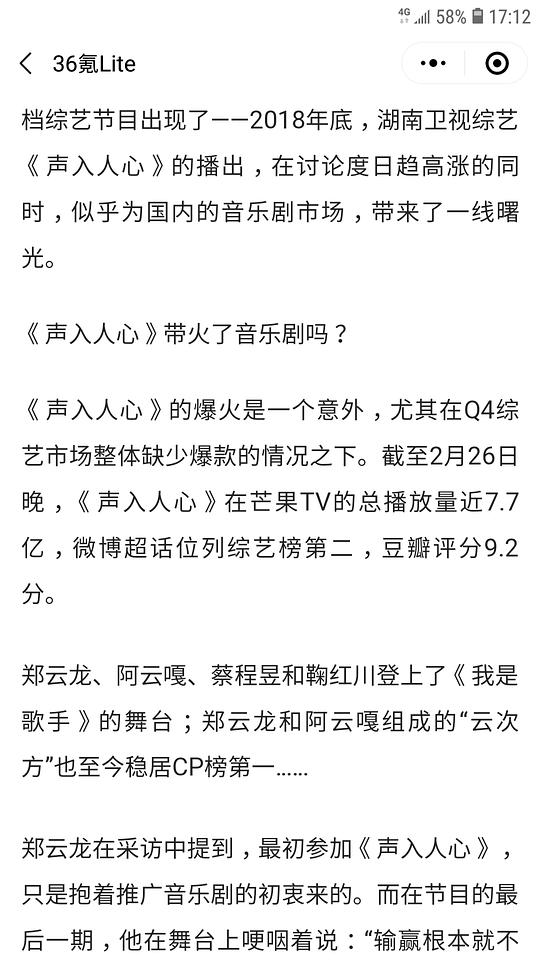 4G 58% 17:12
36氪Lite
档综艺节目出现了——2018年底，湖南卫视综艺
《声入人心》的播出，在讨论度日趋高涨的同
时，似乎为国内的音乐剧市场，带来了一线曙
光。
《声入人心》带火了音乐剧吗？
《声入人心》的爆火是一个意外，尤其在Q4综
艺市场整体缺少爆款的情况之下。截至2月26日
晚，《声入人心》在芒果TV的总播放量近7.7
亿，微博超话位列综艺榜第二，豆瓣评分9.2
分。
郑云龙、阿云嘎、蔡程昱和鞠红川登上了《我是
歌手》的舞台；郑云龙和阿云嘎组成的“云次
方”也至今稳居CP榜第一……
郑云龙在采访中提到，最初参加《声入人心》，
只是抱着推广音乐剧的初衷来的。而在节目的最
后一期，他在舞台上哽咽着说：“输赢根本就不